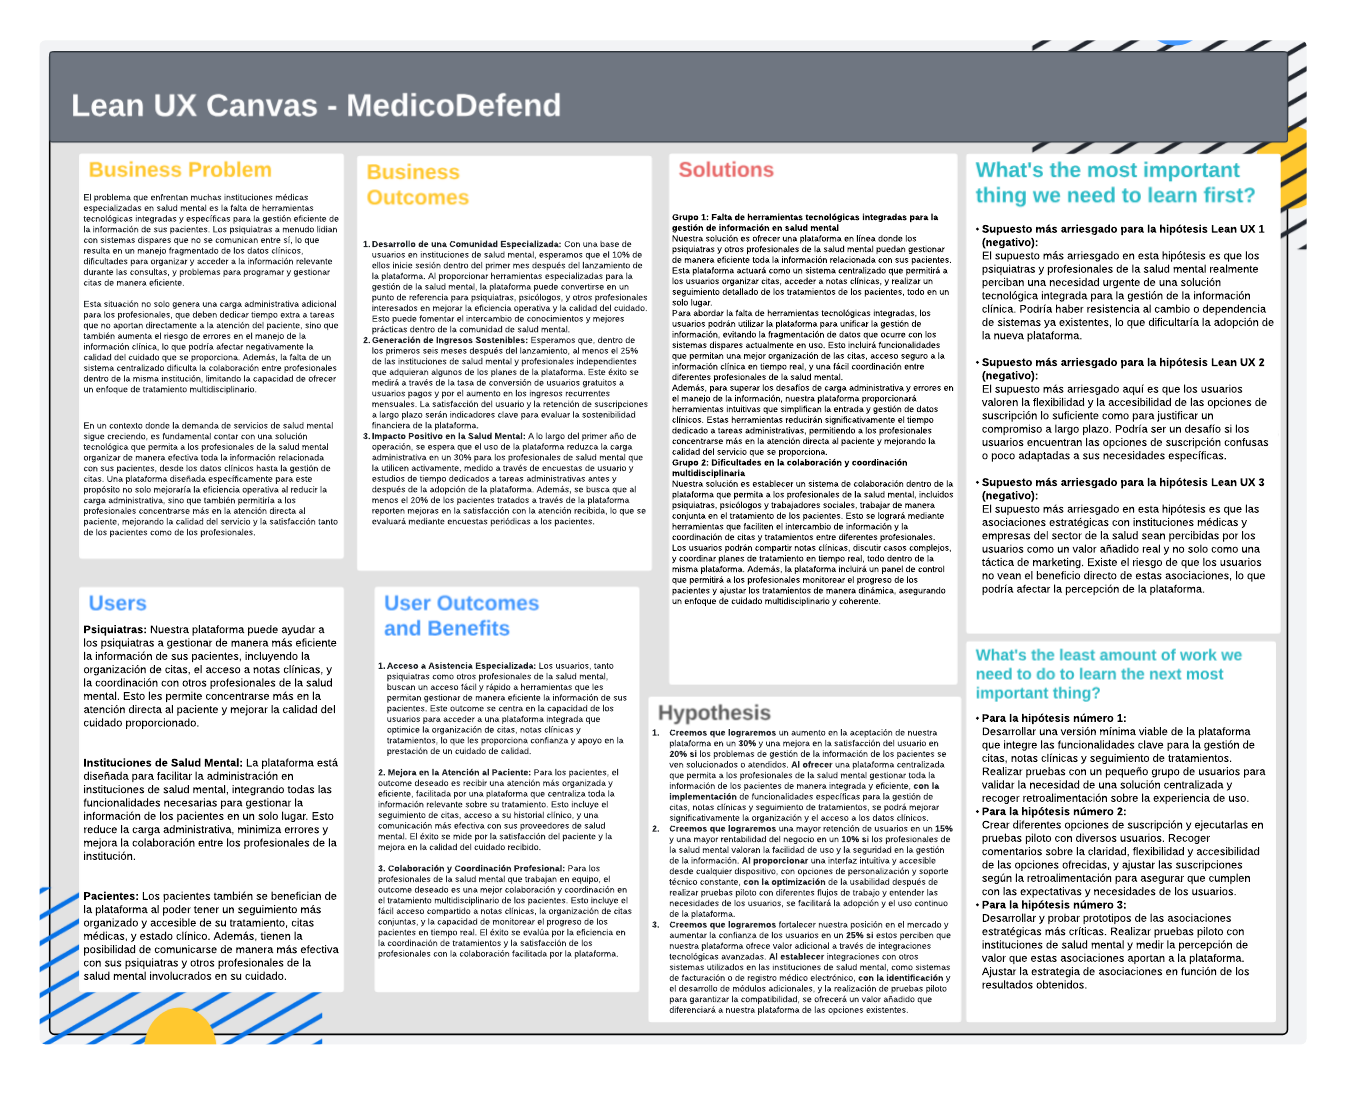 Lean UX Canvas - MedicoDefend
Business Problem
El problema que enfrentan muchas instituciones médicas
especializadas en salud mental es la falta de herramientas
tecnológicas integradas y específicas para la gestión eficiente de
la información de sus pacientes. Los psiquiatras a menudo lidian
con sistemas dispares que no se comunican entre sí, lo que
resulta en un manejo fragmentado de los datos clínicos,
dificultades para organizar y acceder a la información relevante
durante las consultas, y problemas para programar y gestionar
citas de manera eficiente.
Esta situación no solo genera una carga administrativa adicional
para los profesionales, que deben dedicar tiempo extra a tareas
que no aportan directamente a la atención del paciente, sino que
también aumenta el riesgo de errores en el manejo de la
información clínica, lo que podría afectar negativamente la
calidad del cuidado que se proporciona. Además, la falta de un
sistema centralizado dificulta la colaboración entre profesionales
dentro de la misma institución, limitando la capacidad de ofrecer
un enfoque de tratamiento multidisciplinario.
En un contexto donde la demanda de servicios de salud mental
sigue creciendo, es fundamental contar con una solución
tecnológica que permita a los profesionales de la salud mental
organizar de manera efectiva toda la información relacionada
con sus pacientes, desde los datos clínicos hasta la gestión de
citas. Una plataforma diseñada específicamente para este
propósito no solo mejoraría la eficiencia operativa al reducir la
carga administrativa, sino que también permitiría a los
profesionales concentrarse más en la atención directa al
paciente, mejorando la calidad del servicio y la satisfacción tanto
de los pacientes como de los profesionales.
Business
Outcomes
1. Desarrollo de una Comunidad Especializada: Con una base de
usuarios en instituciones de salud mental, esperamos que el 10% de
ellos inicie sesión dentro del primer mes después del lanzamiento de
la plataforma. Al proporcionar herramientas especializadas para la
gestión de la salud mental, la plataforma puede convertirse en un
punto de referencia para psiquiatras, psicólogos, y otros profesionales
interesados en mejorar la eficiencia operativa y la calidad del cuidado.
Esto puede fomentar el intercambio de conocimientos y mejores
prácticas dentro de la comunidad de salud mental.
2. Generación de Ingresos Sostenibles: Esperamos que, dentro de
los primeros seis meses después del lanzamiento, al menos el 25%
de las instituciones de salud mental y profesionales independientes
que adquieran algunos de los planes de la plataforma. Este éxito se
medirá a través de la tasa de conversión de usuarios gratuitos a
usuarios pagos y por el aumento en los ingresos recurrentes
mensuales. La satisfacción del usuario y la retención de suscripciones
a largo plazo serán indicadores clave para evaluar la sostenibilidad
financiera de la plataforma.
3. Impacto Positivo en la Salud Mental: A lo largo del primer año de
operación, se espera que el uso de la plataforma reduzca la carga
administrativa en un 30% para los profesionales de salud mental que
la utilicen activamente, medido a través de encuestas de usuario y
estudios de tiempo dedicados a tareas administrativas antes y
después de la adopción de la plataforma. Además, se busca que al
menos el 20% de los pacientes tratados a través de la plataforma
reporten mejoras en la satisfacción con la atención recibida, lo que se
evaluará mediante encuestas periódicas a los pacientes.
Solutions
Grupo 1: Falta de herramientas tecnológicas integradas para la
gestión de información en salud mental
Nuestra solución es ofrecer una plataforma en línea donde los
psiquiatras y otros profesionales de la salud mental puedan gestionar
de manera eficiente toda la información relacionada con sus pacientes.
Esta plataforma actuará como un sistema centralizado que permitirá a
los usuarios organizar citas, acceder a notas clínicas, y realizar un
seguimiento detallado de los tratamientos de los pacientes, todo en un
solo lugar.
Para abordar la falta de herramientas tecnológicas integradas, los
usuarios podrán utilizar la plataforma para unificar la gestión de
información, evitando la fragmentación de datos que ocurre con los
sistemas dispares actualmente en uso. Esto incluirá funcionalidades
que permitan una mejor organización de las citas, acceso seguro a la
información clínica en tiempo real, y una fácil coordinación entre
diferentes profesionales de la salud mental.
Además, para superar los desafíos de carga administrativa y errores en
el manejo de la información, nuestra plataforma proporcionará
herramientas intuitivas que simplifican la entrada y gestión de datos
clínicos. Estas herramientas reducirán significativamente el tiempo
dedicado a tareas administrativas, permitiendo a los profesionales
concentrarse más en la atención directa al paciente y mejorando la
calidad del servicio que se proporciona.
Grupo 2: Dificultades en la colaboración y coordinación
multidisciplinaria
Nuestra solución es establecer un sistema de colaboración dentro de la
plataforma que permita a los profesionales de la salud mental, incluidos
psiquiatras, psicólogos y trabajadores sociales, trabajar de manera
conjunta en el tratamiento de los pacientes. Esto se logrará mediante
herramientas que faciliten el intercambio de información y la
coordinación de citas y tratamientos entre diferentes profesionales.
Los usuarios podrán compartir notas clínicas, discutir casos complejos,
y coordinar planes de tratamiento en tiempo real, todo dentro de la
misma plataforma. Además, la plataforma incluirá un panel de control
que permitirá a los profesionales monitorear el progreso de los
pacientes y ajustar los tratamientos de manera dinámica, asegurando
un enfoque de cuidado multidisciplinario y coherente.
What's the most important
thing we need to learn first?
• Supuesto más arriesgado para la hipótesis Lean UX 1
(negativo):
El supuesto más arriesgado en esta hipótesis es que los
psiquiatras y profesionales de la salud mental realmente
perciban una necesidad urgente de una solución
tecnológica integrada para la gestión de la información
clínica. Podría haber resistencia al cambio o dependencia
de sistemas ya existentes, lo que dificultaría la adopción de
la nueva plataforma.
• Supuesto más arriesgado para la hipótesis Lean UX 2
(negativo):
El supuesto más arriesgado aquí es que los usuarios
valoren la flexibilidad y la accesibilidad de las opciones de
suscripción lo suficiente como para justificar un
compromiso a largo plazo. Podría ser un desafío si los
usuarios encuentran las opciones de suscripción confusas
o poco adaptadas a sus necesidades específicas.
• Supuesto más arriesgado para la hipótesis Lean UX 3
(negativo):
El supuesto más arriesgado en esta hipótesis es que las
asociaciones estratégicas con instituciones médicas y
empresas del sector de la salud sean percibidas por los
usuarios como un valor añadido real y no solo como una
táctica de marketing. Existe el riesgo de que los usuarios
no vean el beneficio directo de estas asociaciones, lo que
podría afectar la percepción de la plataforma.
Users
Psiquiatras: Nuestra plataforma puede ayudar a
los psiquiatras a gestionar de manera más eficiente
la información de sus pacientes, incluyendo la
organización de citas, el acceso a notas clínicas, y
la coordinación con otros profesionales de la salud
mental. Esto les permite concentrarse más en la
atención directa al paciente y mejorar la calidad del
cuidado proporcionado.
Instituciones de Salud Mental: La plataforma está
diseñada para facilitar la administración en
instituciones de salud mental, integrando todas las
funcionalidades necesarias para gestionar la
información de los pacientes en un solo lugar. Esto
reduce la carga administrativa, minimiza errores y
mejora la colaboración entre los profesionales de la
institución.
Pacientes: Los pacientes también se benefician de
la plataforma al poder tener un seguimiento más
organizado y accesible de su tratamiento, citas
médicas, y estado clínico. Además, tienen la
posibilidad de comunicarse de manera más efectiva
con sus psiquiatras y otros profesionales de la
salud mental involucrados en su cuidado.
User Outcomes
and Benefits
1. Acceso a Asistencia Especializada: Los usuarios, tanto
psiquiatras como otros profesionales de la salud mental,
buscan un acceso fácil y rápido a herramientas que les
permitan gestionar de manera eficiente la información de sus
pacientes. Este outcome se centra en la capacidad de los
usuarios para acceder a una plataforma integrada que
optimice la organización de citas, notas clínicas y
tratamientos, lo que les proporciona confianza y apoyo en la
prestación de un cuidado de calidad.
2. Mejora en la Atención al Paciente: Para los pacientes, el
outcome deseado es recibir una atención más organizada y
eficiente, facilitada por una plataforma que centraliza toda la
información relevante sobre su tratamiento. Esto incluye el
seguimiento de citas, acceso a su historial clínico, y una
comunicación más efectiva con sus proveedores de salud
mental. El éxito se mide por la satisfacción del paciente y la
mejora en la calidad del cuidado recibido.
3. Colaboración y Coordinación Profesional: Para los
profesionales de la salud mental que trabajan en equipo, el
outcome deseado es una mejor colaboración y coordinación en
el tratamiento multidisciplinario de los pacientes. Esto incluye el
fácil acceso compartido a notas clínicas, la organización de citas
conjuntas, y la capacidad de monitorear el progreso de los
pacientes en tiempo real. El éxito se evalúa por la eficiencia en
la coordinación de tratamientos y la satisfacción de los
profesionales con la colaboración facilitada por la plataforma.
Hypothesis
1. Creemos que lograremos un aumento en la aceptación de nuestra
plataforma en un 30% y una mejora en la satisfacción del usuario en
20% si los problemas de gestión de la información de los pacientes se
ven solucionados o atendidos. Al ofrecer una plataforma centralizada
que permita a los profesionales de la salud mental gestionar toda la
información de los pacientes de manera integrada y eficiente, con la
implementación de funcionalidades específicas para la gestión de
citas, notas clínicas y seguimiento de tratamientos, se podrá mejorar
significativamente la organización y el acceso a los datos clínicos.
2. Creemos que lograremos una mayor retención de usuarios en un 15%
y una mayor rentabilidad del negocio en un 10% si los profesionales de
la salud mental valoran la facilidad de uso y la seguridad en la gestión
de la información. Al proporcionar una interfaz intuitiva y accesible
desde cualquier dispositivo, con opciones de personalización y soporte
técnico constante, con la optimización de la usabilidad después de
realizar pruebas piloto con diferentes flujos de trabajo y entender las
necesidades de los usuarios, se facilitará la adopción y el uso continuo
de la plataforma.
3. Creemos que lograremos fortalecer nuestra posición en el mercado y
aumentar la confianza de los usuarios en un 25% si estos perciben que
nuestra plataforma ofrece valor adicional a través de integraciones
tecnológicas avanzadas. Al establecer integraciones con otros
sistemas utilizados en las instituciones de salud mental, como sistemas
de facturación o de registro médico electrónico, con la identificación y
el desarrollo de módulos adicionales, y la realización de pruebas piloto
para garantizar la compatibilidad, se ofrecerá un valor añadido que
diferenciará a nuestra plataforma de las opciones existentes.
What's the least amount of work we
need to do to learn the next most
important thing?
• Para la hipótesis número 1:
Desarrollar una versión mínima viable de la plataforma
que integre las funcionalidades clave para la gestión de
citas, notas clínicas y seguimiento de tratamientos.
Realizar pruebas con un pequeño grupo de usuarios para
validar la necesidad de una solución centralizada y
recoger retroalimentación sobre la experiencia de uso.
• Para la hipótesis número 2:
Crear diferentes opciones de suscripción y ejecutarlas en
pruebas piloto con diversos usuarios. Recoger
comentarios sobre la claridad, flexibilidad y accesibilidad
de las opciones ofrecidas, y ajustar las suscripciones
según la retroalimentación para asegurar que cumplen
con las expectativas y necesidades de los usuarios.
• Para la hipótesis número 3:
Desarrollar y probar prototipos de las asociaciones
estratégicas más críticas. Realizar pruebas piloto con
instituciones de salud mental y medir la percepción de
valor que estas asociaciones aportan a la plataforma.
Ajustar la estrategia de asociaciones en función de los
resultados obtenidos.